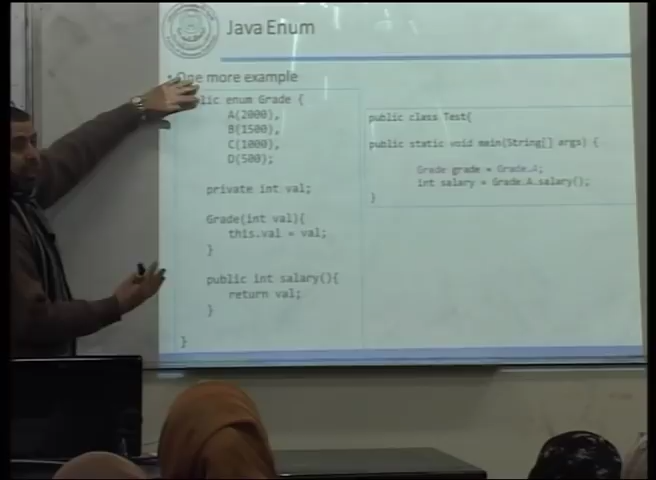 Java Enum
• One more example
public enum Grade {
A(2000),
B(1500),
C(1000),
D(500);
private int val;
Grade(int val){
this.val = val;
}
public int salary(){
return val;
}
}
public class Test{
public static void main(String[] args) {
Grade grade = Grade.A;
int salary = Grade.A.salary();
}